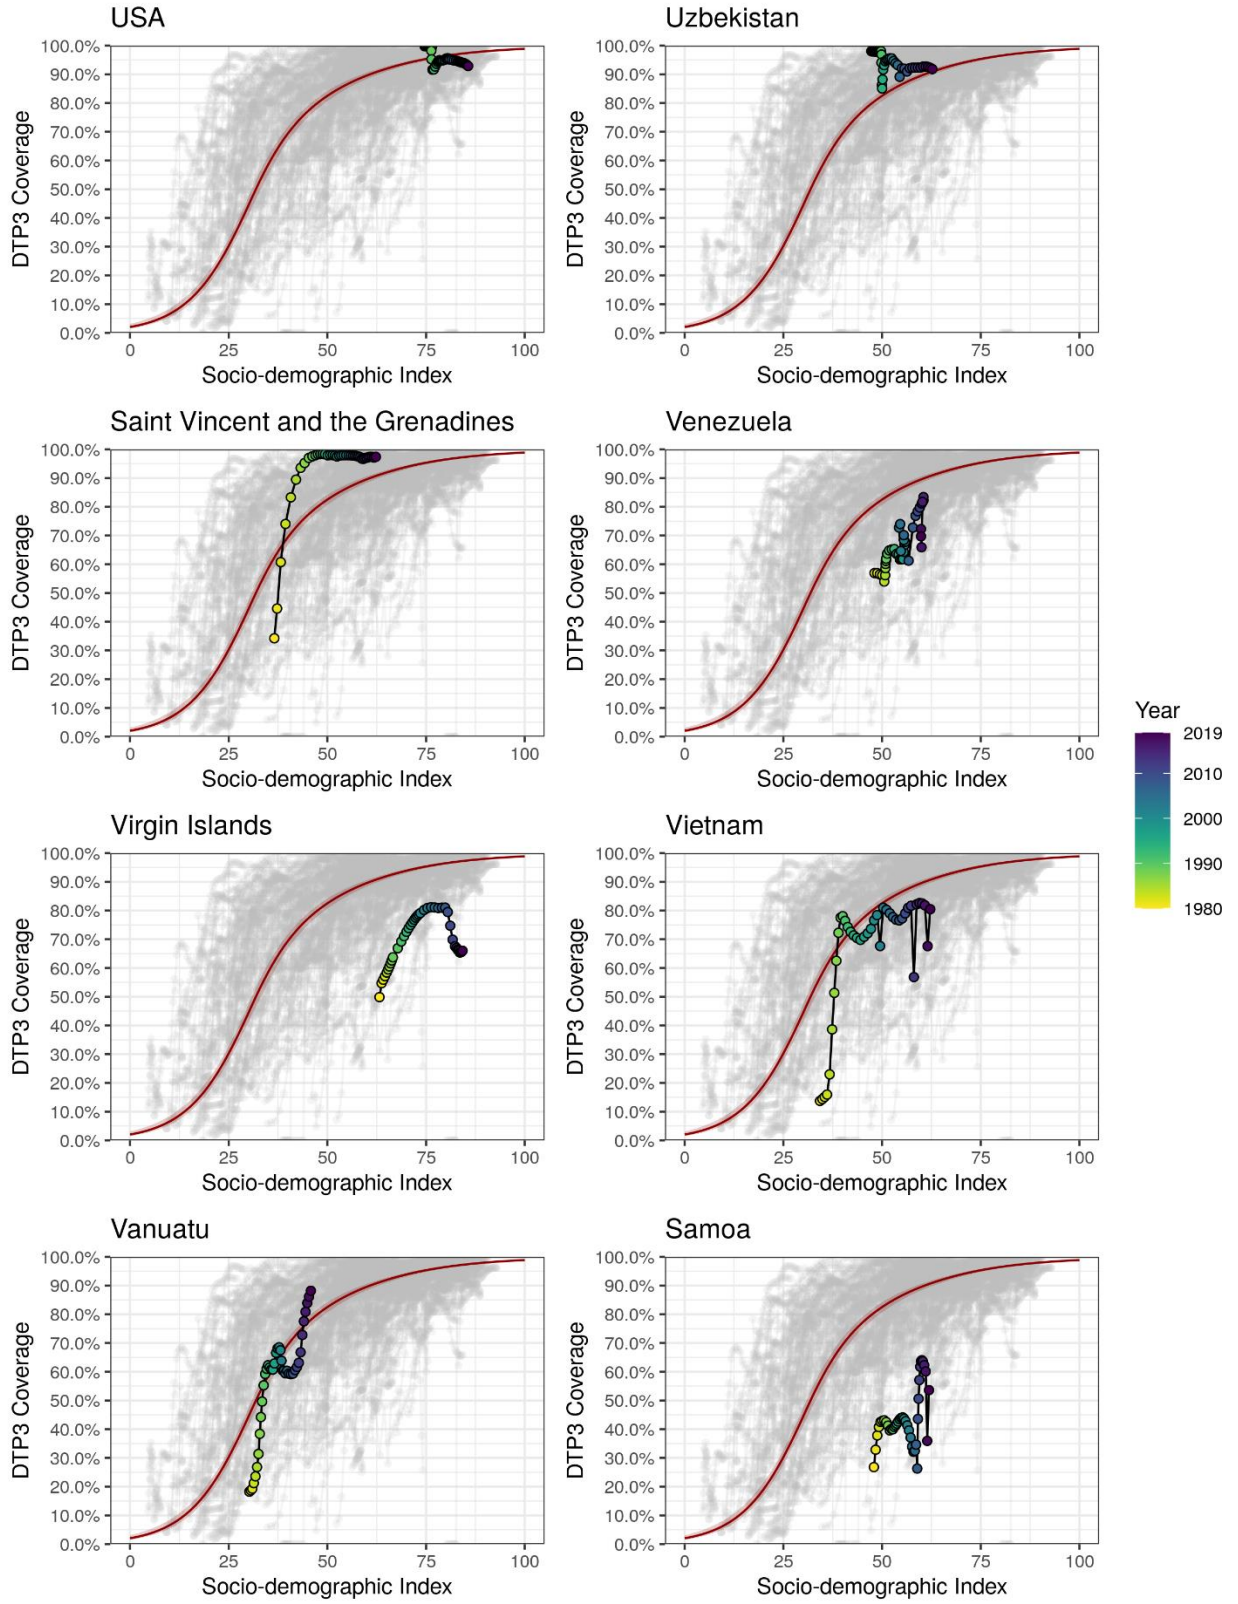 USA
100.0%
90.0%
80.0%
70.0%
60.0%
50.0%
40.0%
30.0%
20.0%
10.0%
0.0%
DTP3 Coverage
0 25 50 75 100
Socio-demographic Index
Uzbekistan
100.0%
90.0%
80.0%
70.0%
60.0%
50.0%
40.0%
30.0%
20.0%
10.0%
0.0%
DTP3 Coverage
0 25 50 75 100
Socio-demographic Index
Saint Vincent and the Grenadines
100.0%
90.0%
80.0%
70.0%
60.0%
50.0%
40.0%
30.0%
20.0%
10.0%
0.0%
DTP3 Coverage
0 25 50 75 100
Socio-demographic Index
Venezuela
100.0%
90.0%
80.0%
70.0%
60.0%
50.0%
40.0%
30.0%
20.0%
10.0%
0.0%
DTP3 Coverage
0 25 50 75 100
Socio-demographic Index
Year
2019
2010
2000
1990
1980
Virgin Islands
100.0%
90.0%
80.0%
70.0%
60.0%
50.0%
40.0%
30.0%
20.0%
10.0%
0.0%
DTP3 Coverage
0 25 50 75 100
Socio-demographic Index
Vietnam
100.0%
90.0%
80.0%
70.0%
60.0%
50.0%
40.0%
30.0%
20.0%
10.0%
0.0%
DTP3 Coverage
0 25 50 75 100
Socio-demographic Index
Vanuatu
100.0%
90.0%
80.0%
70.0%
60.0%
50.0%
40.0%
30.0%
20.0%
10.0%
0.0%
DTP3 Coverage
0 25 50 75 100
Socio-demographic Index
Samoa
100.0%
90.0%
80.0%
70.0%
60.0%
50.0%
40.0%
30.0%
20.0%
10.0%
0.0%
DTP3 Coverage
0 25 50 75 100
Socio-demographic Index